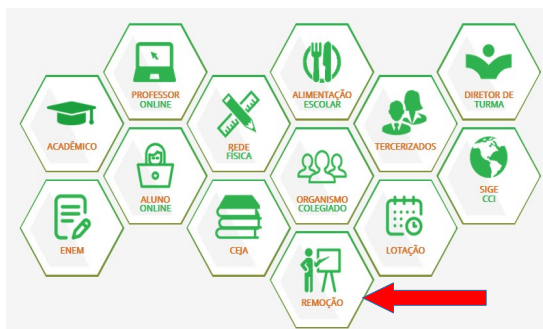 PROFESSOR
ONLINE
ALIMENTAÇÃO
ESCOLAR
DIRETOR DE
TURMA
ACADÊMICO
REDE
FÍSICA
TERCERIZADOS
ALUNO
ONLINE
ORGANISMO
COLEGIADO
SIGE
CCI
ENEM
CEJA
LOTAÇÃO
REMOÇÃO